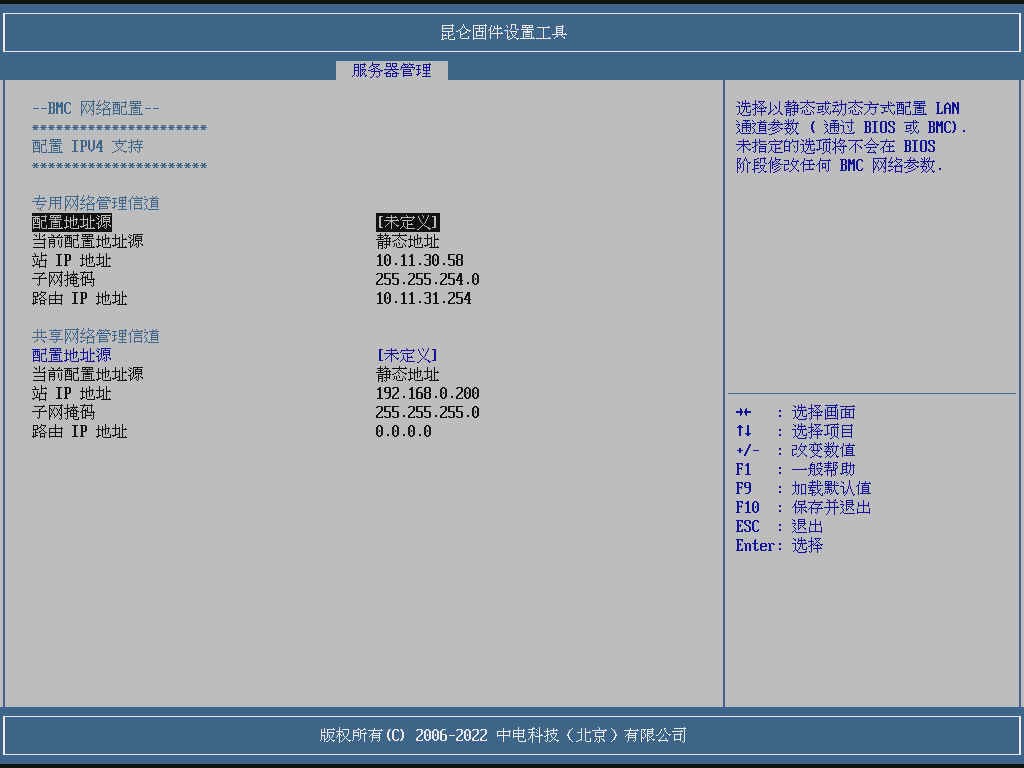 昆仑固件设置工具
服务器管理
--BMC 网络配置--
**********************
配置 IPV4 支持
**********************
专用网络管理信道
配置地址源 [未定义]
当前配置地址源 静态地址
站 IP 地址 10.11.30.58
子网掩码 255.255.254.0
路由 IP 地址 10.11.31.254
共享网络管理信道
配置地址源 [未定义]
当前配置地址源 静态地址
站 IP 地址 192.168.0.200
子网掩码 255.255.255.0
路由 IP 地址 0.0.0.0
选择以静态或动态方式配置 LAN
通道参数 ( 通过 BIOS 或 BMC).
未指定的选项将不会在 BIOS
阶段修改任何 BMC 网络参数.
→← : 选择画面
↑↓ : 选择项目
+/- : 改变数值
F1 : 一般帮助
F9 : 加载默认值
F10 : 保存并退出
ESC : 退出
Enter: 选择
版权所有(C) 2006-2022 中电科技（北京）有限公司